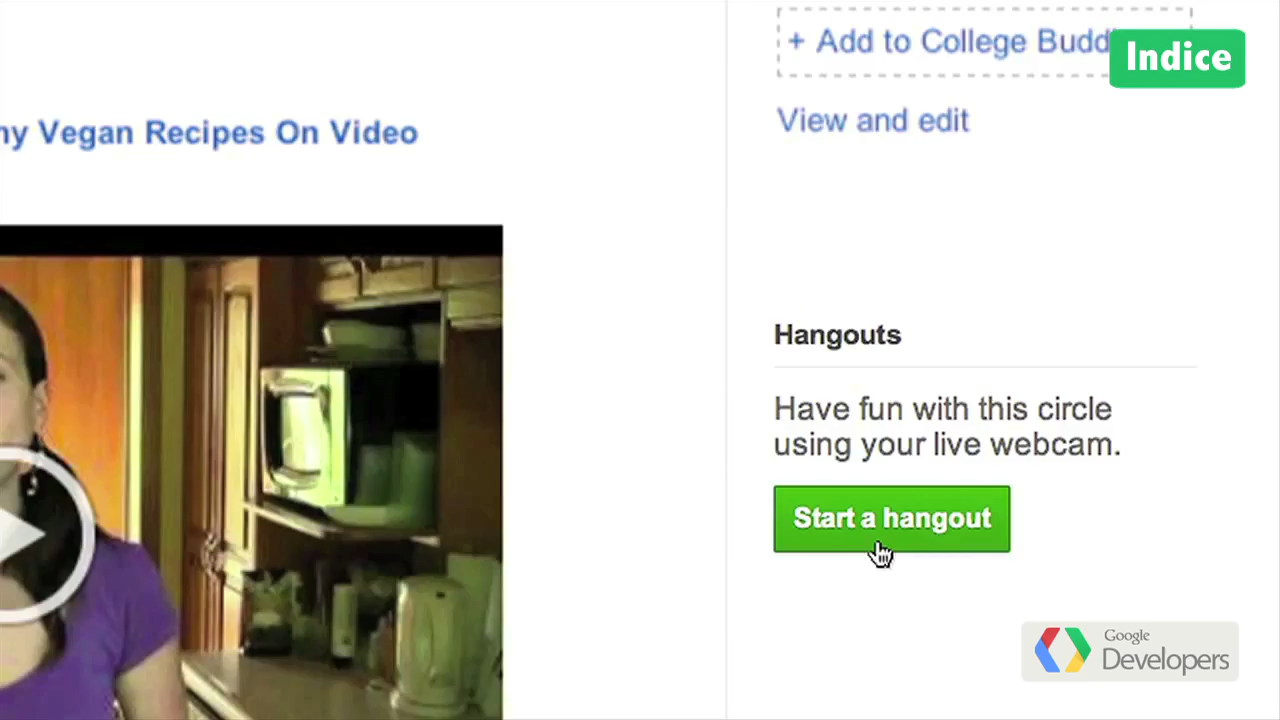 + Add to College Budd
Indice
View and edit
ny Vegan Recipes On Video
Hangouts
Have fun with this circle
using your live webcam.
Start a hangout
Google
Developers